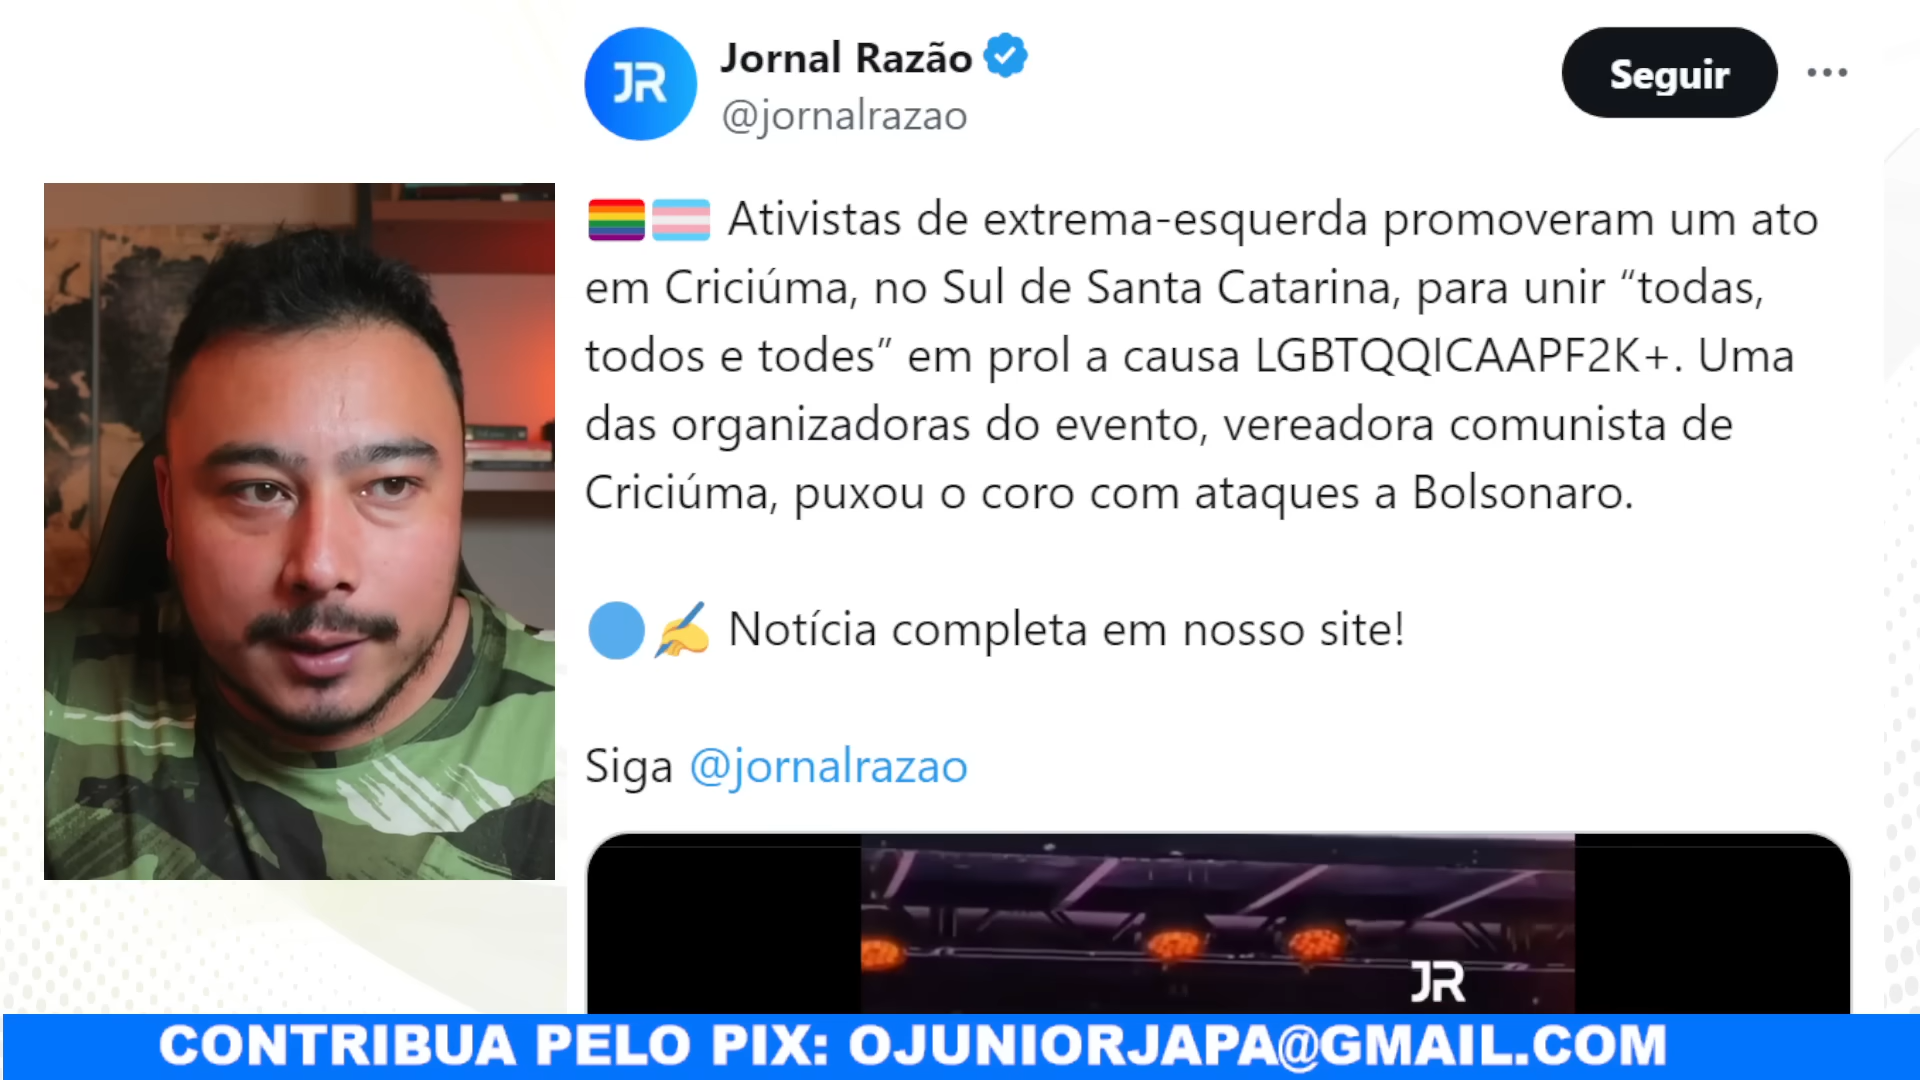 JR
Jornal Razão
@jornalrazao
Seguir
Ativistas de extrema-esquerda promoveram um ato
em Criciúma, no Sul de Santa Catarina, para unir “todas,
todos e todes” em prol a causa LGBTQQICAAPF2K+. Uma
das organizadoras do evento, vereadora comunista de
Criciúma, puxou o coro com ataques a Bolsonaro.
Notícia completa em nosso site!
Siga @jornalrazao
JR
CONTRIBUA PELO PIX: OJUNIORJAPA@GMAIL.COM